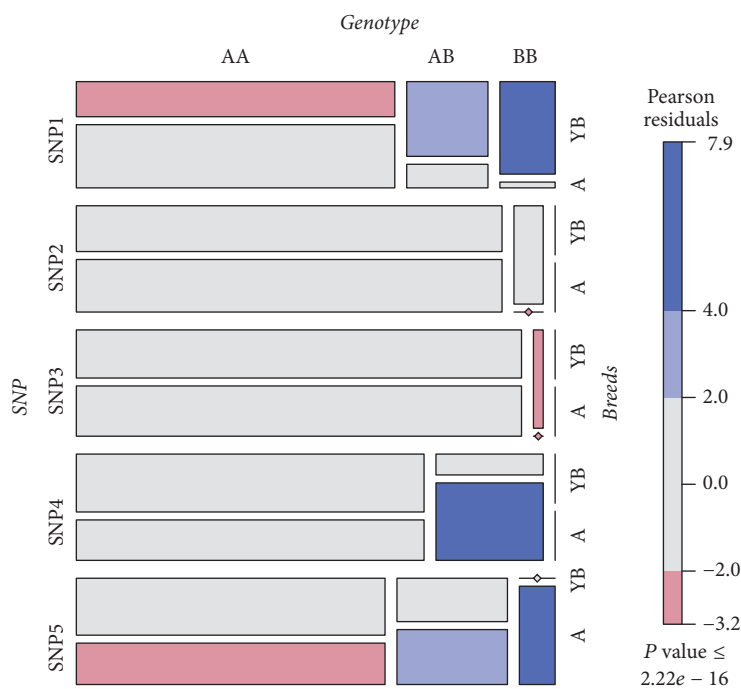 Genotype
AA AB BB
SNP
SNP1
SNP2
SNP3
SNP4
SNP5
YB
A
YB
A
YB
A
YB
A
YB
A
Breeds
Pearson
residuals
7.9
4.0
2.0
0.0
−2.0
−3.2
P value ≤
2.22e − 16